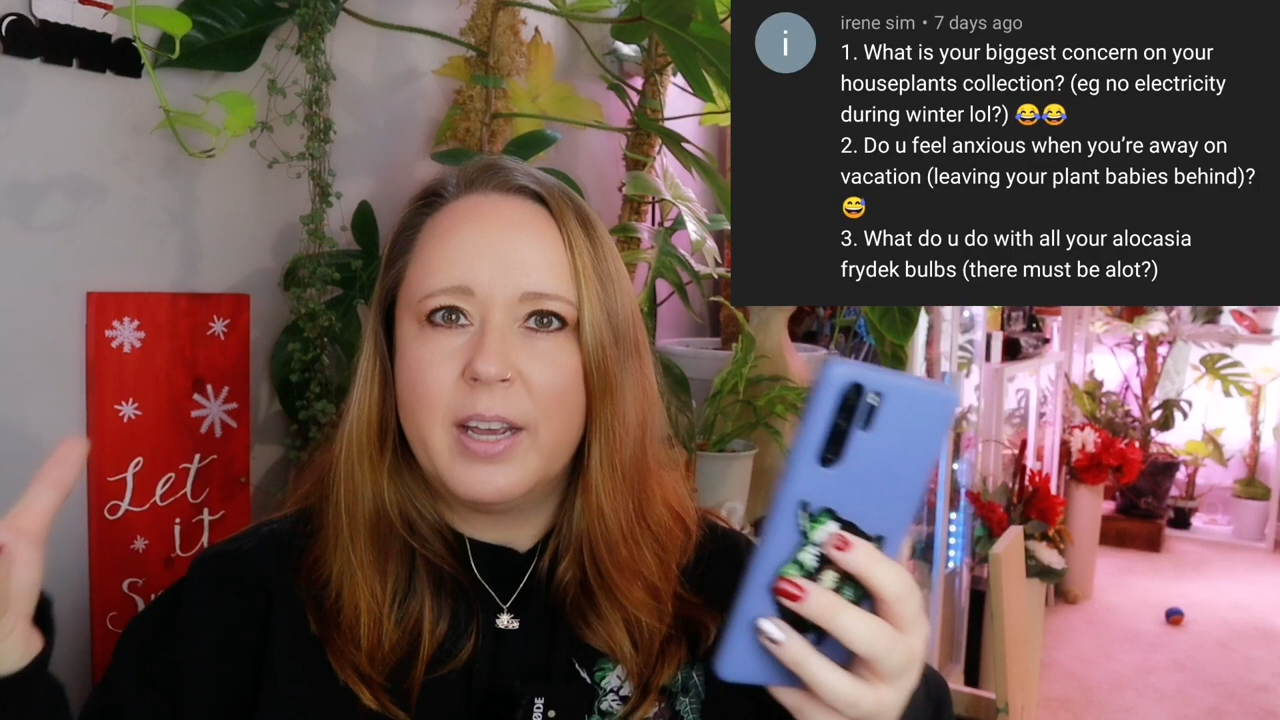 i
irene sim • 7 days ago
1. What is your biggest concern on your
houseplants collection? (eg no electricity
during winter lol?) 😂😂
2. Do u feel anxious when you’re away on
vacation (leaving your plant babies behind)?
😅
3. What do u do with all your alocasia
frydek bulbs (there must be alot?)
Let
it
RØDE